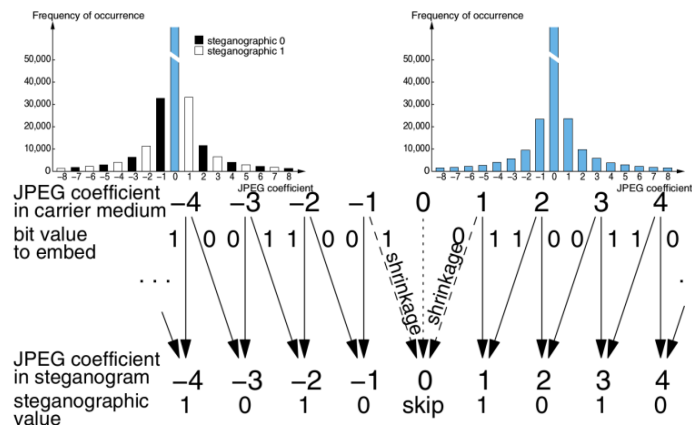 Frequency of occurrence
steganographic 0
steganographic 1
50,000
40,000
30,000
20,000
10,000
0
−8 −7 −6 −5 −4 −3 −2 −1 0 1 2 3 4 5 6 7 8
JPEG coefficient
Frequency of occurrence
50,000
40,000
30,000
20,000
10,000
0
−8 −7 −6 −5 −4 −3 −2 −1 0 1 2 3 4 5 6 7 8
JPEG coefficient
JPEG coefficient
in carrier medium
−4 −3 −2 −1 0 1 2 3 4
bit value
to embed
1 0 0 1 1 0 0 1 0 1 1 0 0 1 1 0
. . .
shrinkage
shrinkage
.
JPEG coefficient
in steganogram
−4 −3 −2 −1 0 1 2 3 4
steganographic
value
1 0 1 0 skip 1 0 1 0